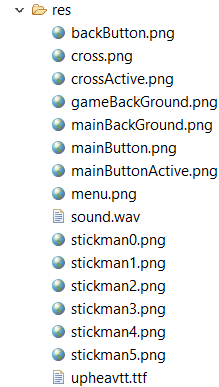 res
backButton.png
cross.png
crossActive.png
gameBackGround.png
mainBackGround.png
mainButton.png
mainButtonActive.png
menu.png
sound.wav
stickman0.png
stickman1.png
stickman2.png
stickman3.png
stickman4.png
stickman5.png
upheavtt.ttf